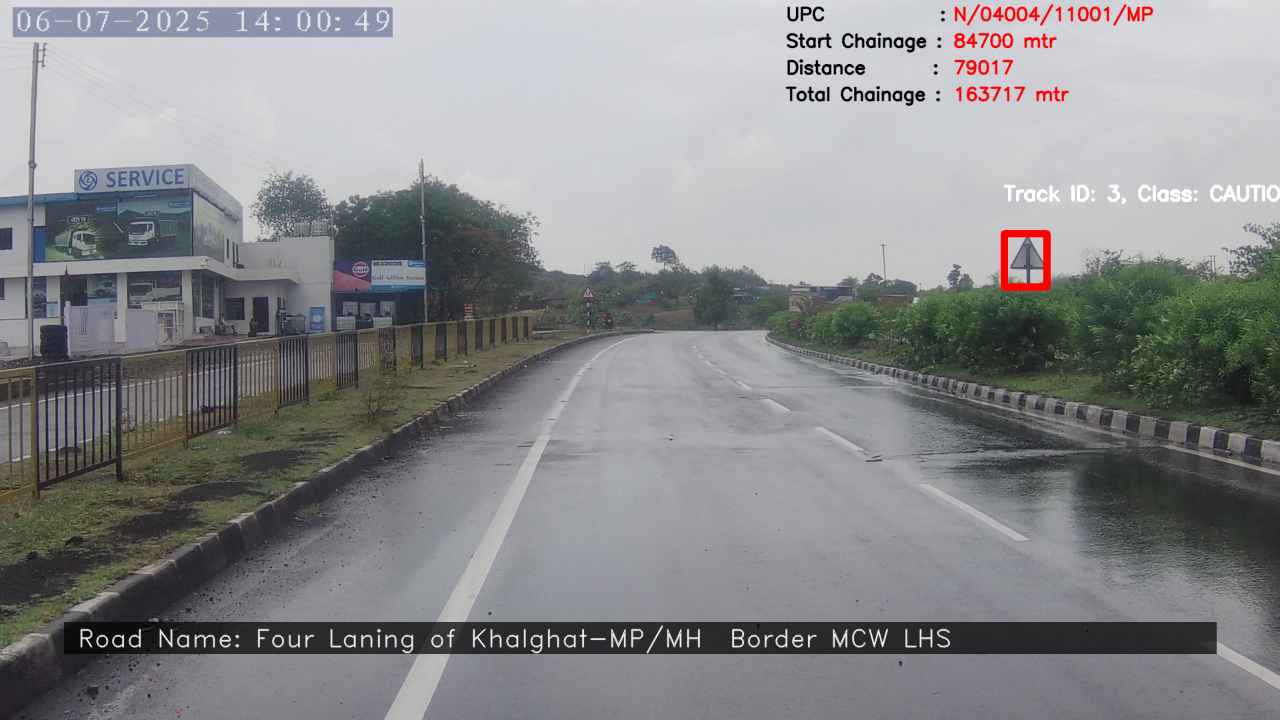 06-07-2025 14:00:49
UPC : N/04004/11001/MP
Start Chainage : 84700 mtr
Distance : 79017
Total Chainage : 163717 mtr
Track ID: 3, Class: CAUTIO
SERVICE
Gulf
Road Name: Four Laning of Khalghat-MP/MH Border MCW LHS